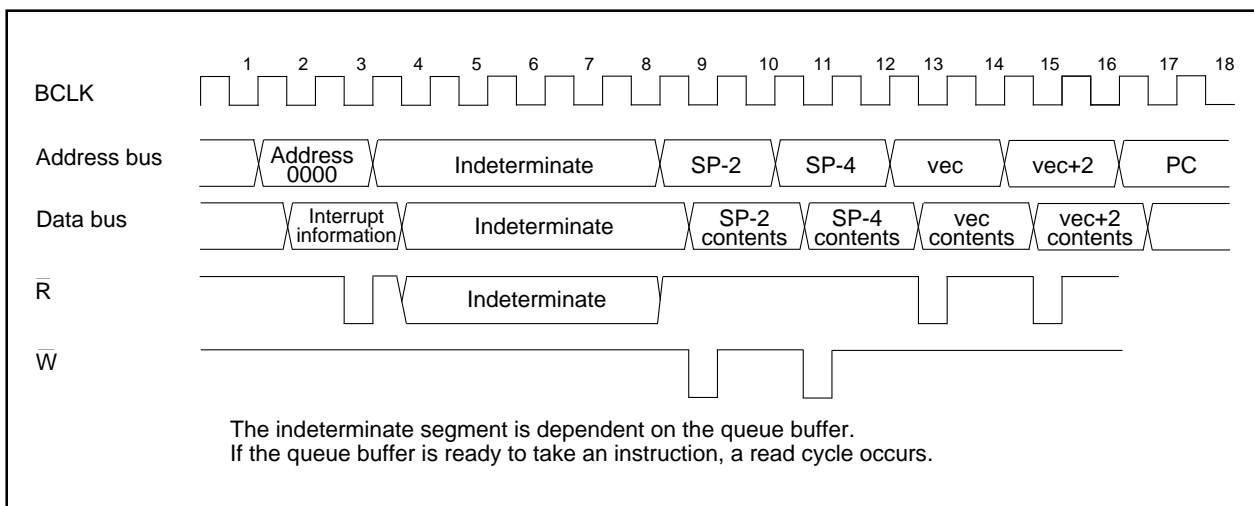 1 2 3 4 5 6 7 8 9 10 11 12 13 14 15 16 17 18
BCLK
Address bus
Address
0000
Indeterminate
SP-2
SP-4
vec
vec+2
PC
Data bus
Interrupt
information
Indeterminate
SP-2
contents
SP-4
contents
vec
contents
vec+2
contents
R̅
Indeterminate
W̅
The indeterminate segment is dependent on the queue buffer.
If the queue buffer is ready to take an instruction, a read cycle occurs.